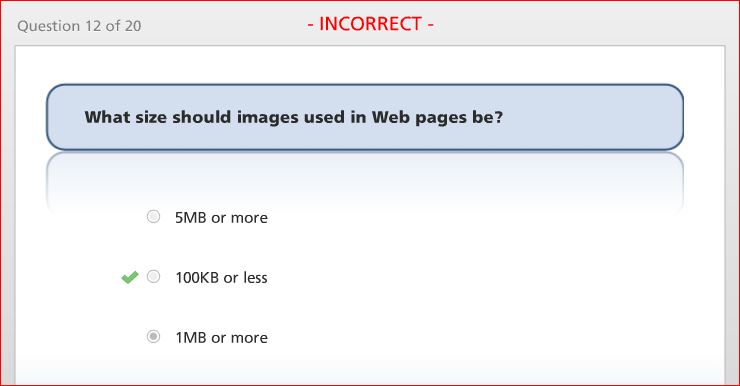 Question 12 of 20
- INCORRECT -
What size should images used in Web pages be?
5MB or more
100KB or less
1MB or more